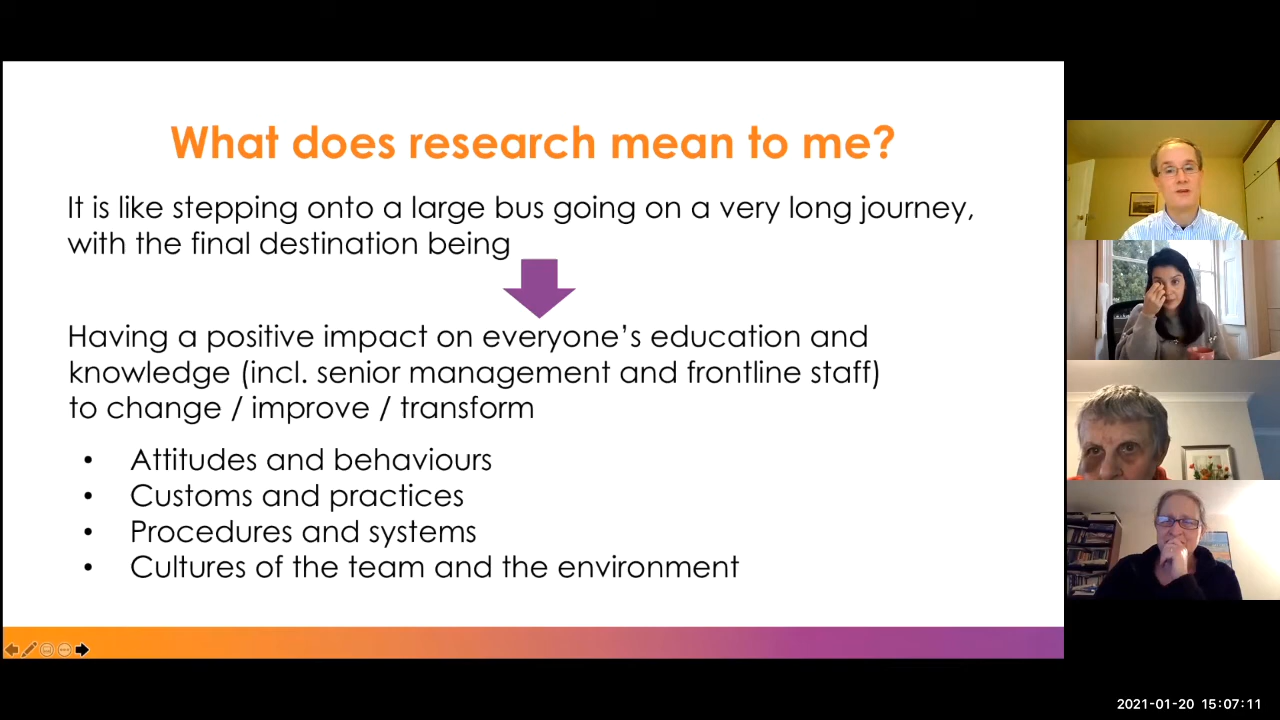 What does research mean to me?
It is like stepping onto a large bus going on a very long journey,
with the final destination being
Having a positive impact on everyone’s education and
knowledge (incl. senior management and frontline staff)
to change / improve / transform
• Attitudes and behaviours
• Customs and practices
• Procedures and systems
• Cultures of the team and the environment
2021-01-20 15:07:11